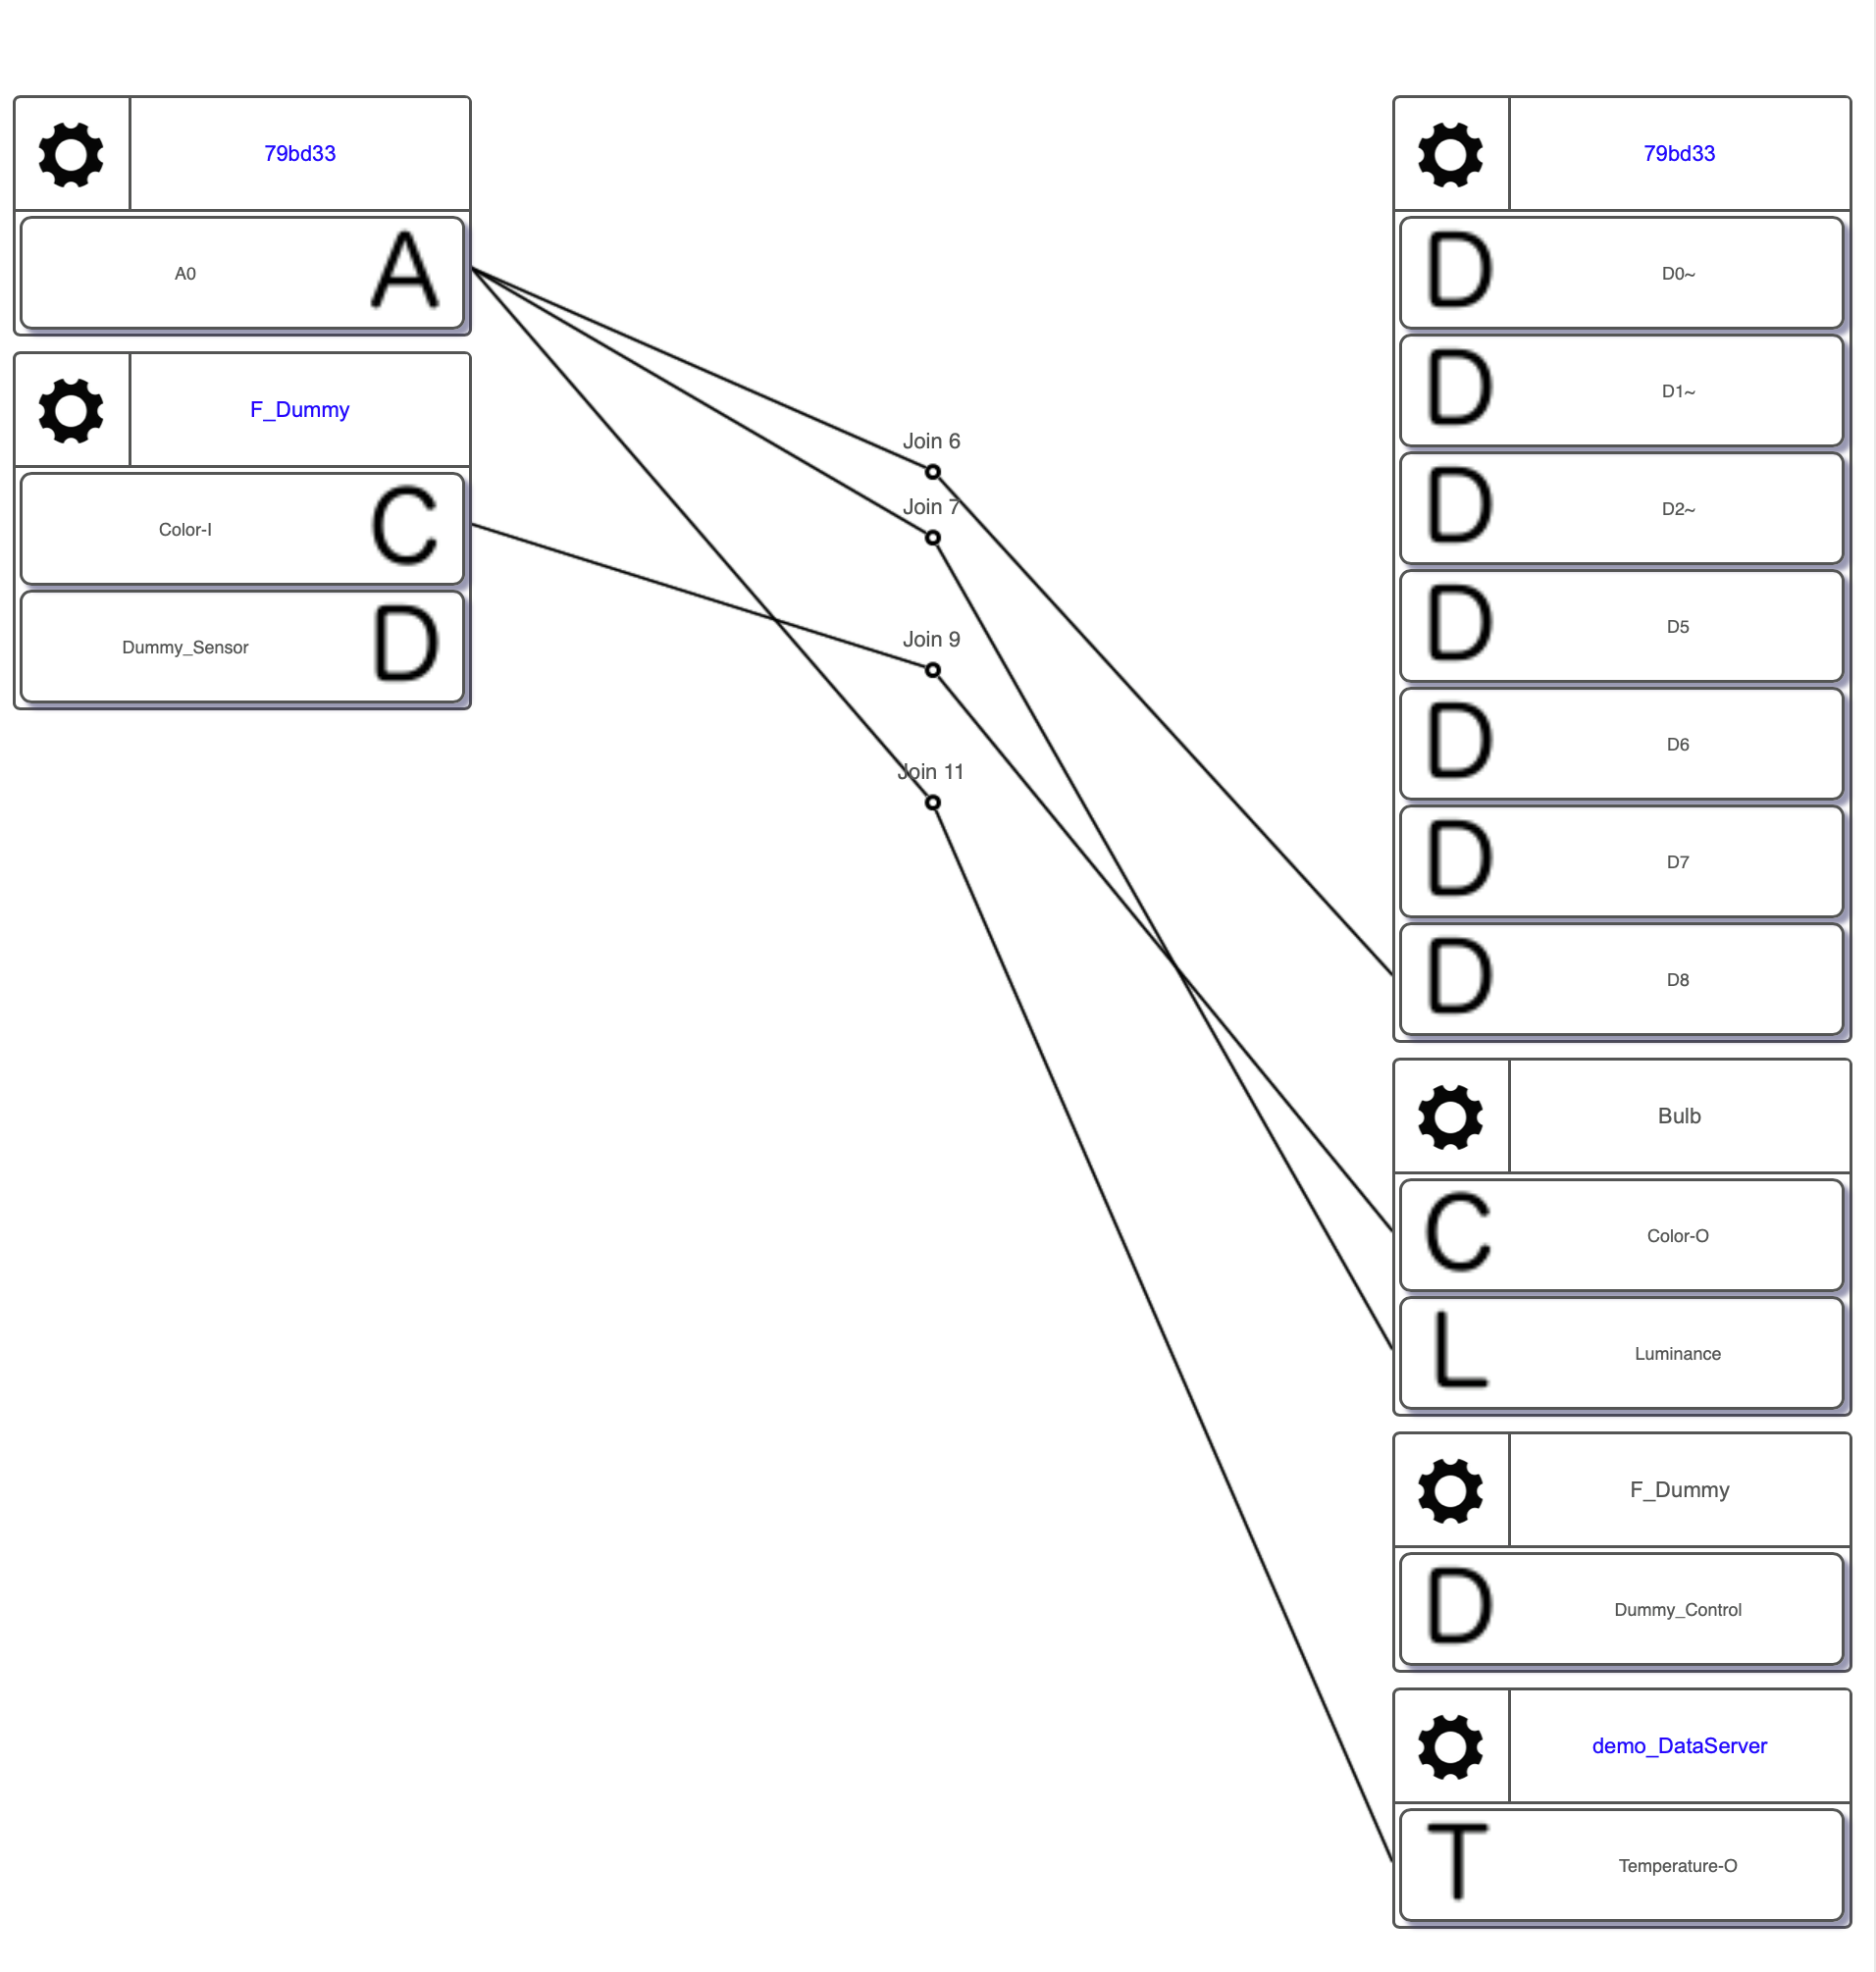 79bd33
A0 A
F_Dummy
Color-I C
Dummy_Sensor D
Join 6
Join 7
Join 9
Join 11
79bd33
D D0~
D D1~
D D2~
D D5
D D6
D D7
D D8
Bulb
C Color-O
L Luminance
F_Dummy
D Dummy_Control
demo_DataServer
T Temperature-O